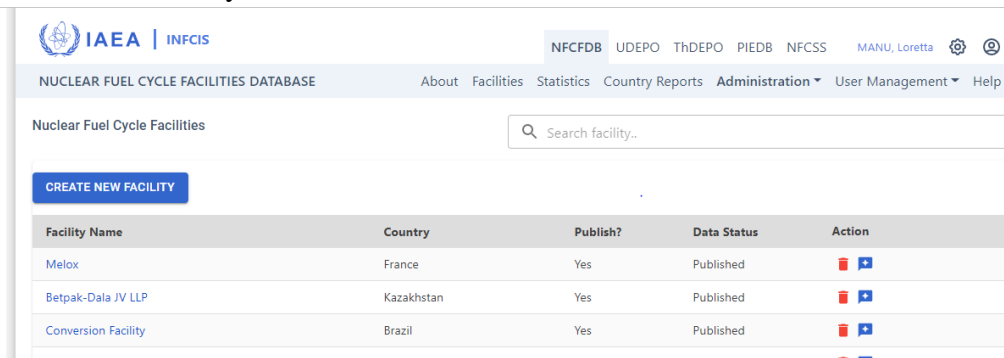 IAEA | INFCIS
NFCFDB UDEPO ThDEPO PIEDB NFCSS MANU, Loretta
NUCLEAR FUEL CYCLE FACILITIES DATABASE About Facilities Statistics Country Reports Administration User Management Help
Nuclear Fuel Cycle Facilities Search facility..
CREATE NEW FACILITY
Facility Name Country Publish? Data Status Action
Melox France Yes Published
Betpak-Dala JV LLP Kazakhstan Yes Published
Conversion Facility Brazil Yes Published